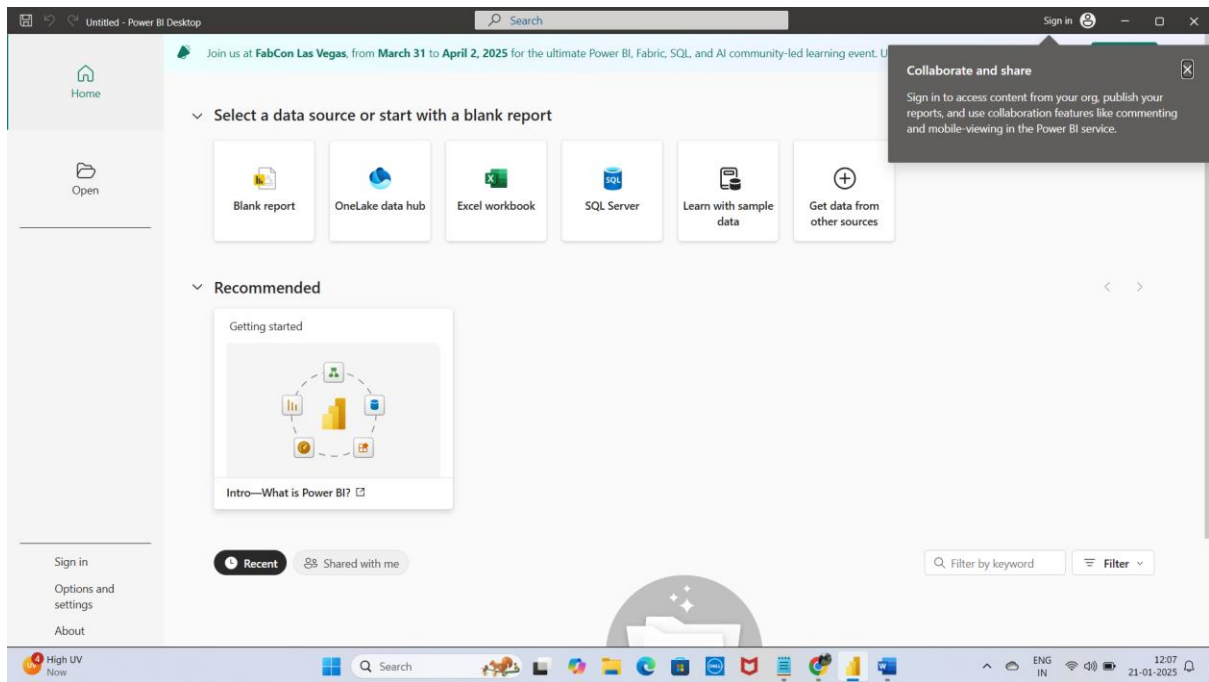 Untitled - Power BI Desktop
Search
Sign in
Join us at FabCon Las Vegas, from March 31 to April 2, 2025 for the ultimate Power BI, Fabric, SQL, and AI community-led learning event. U
Collaborate and share
Sign in to access content from your org, publish your
reports, and use collaboration features like commenting
and mobile-viewing in the Power BI service.
Home
Open
Select a data source or start with a blank report
Blank report
OneLake data hub
Excel workbook
SQL
SQL Server
Learn with sample
data
Get data from
other sources
Recommended
Getting started
Intro—What is Power BI?
Sign in
Options and
settings
About
Recent
Shared with me
Filter by keyword
Filter
4
High UV
Now
Search
DELL
ENG
IN
12:07
21-01-2025